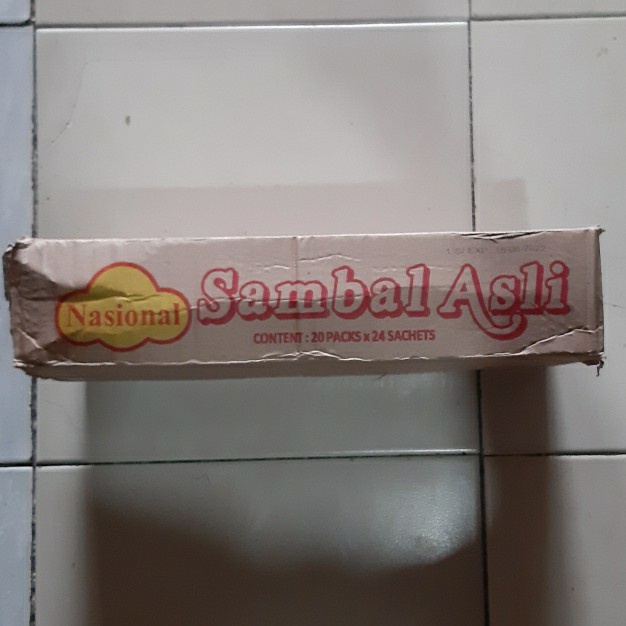 Nasional
Sambal Asli
CONTENT : 20 PACKS x 24 SACHETS